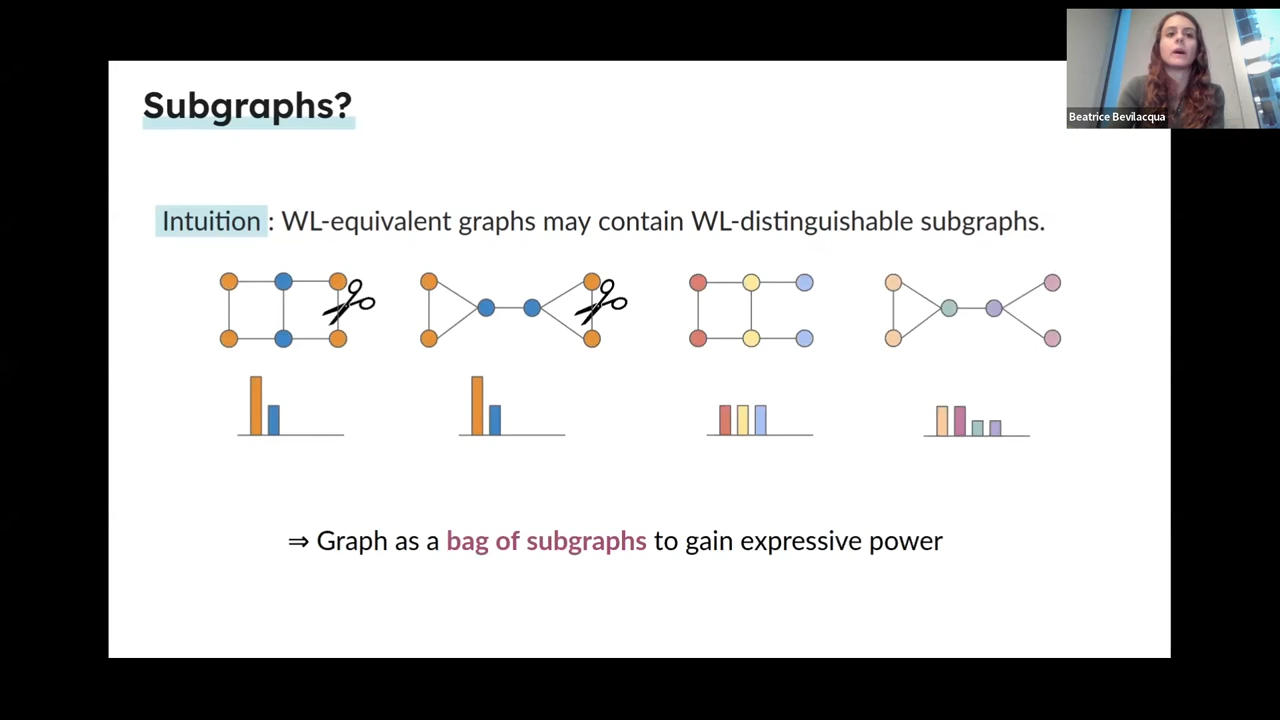 Subgraphs?
Beatrice Bevilacqua
Intuition : WL-equivalent graphs may contain WL-distinguishable subgraphs.
⇒ Graph as a bag of subgraphs to gain expressive power